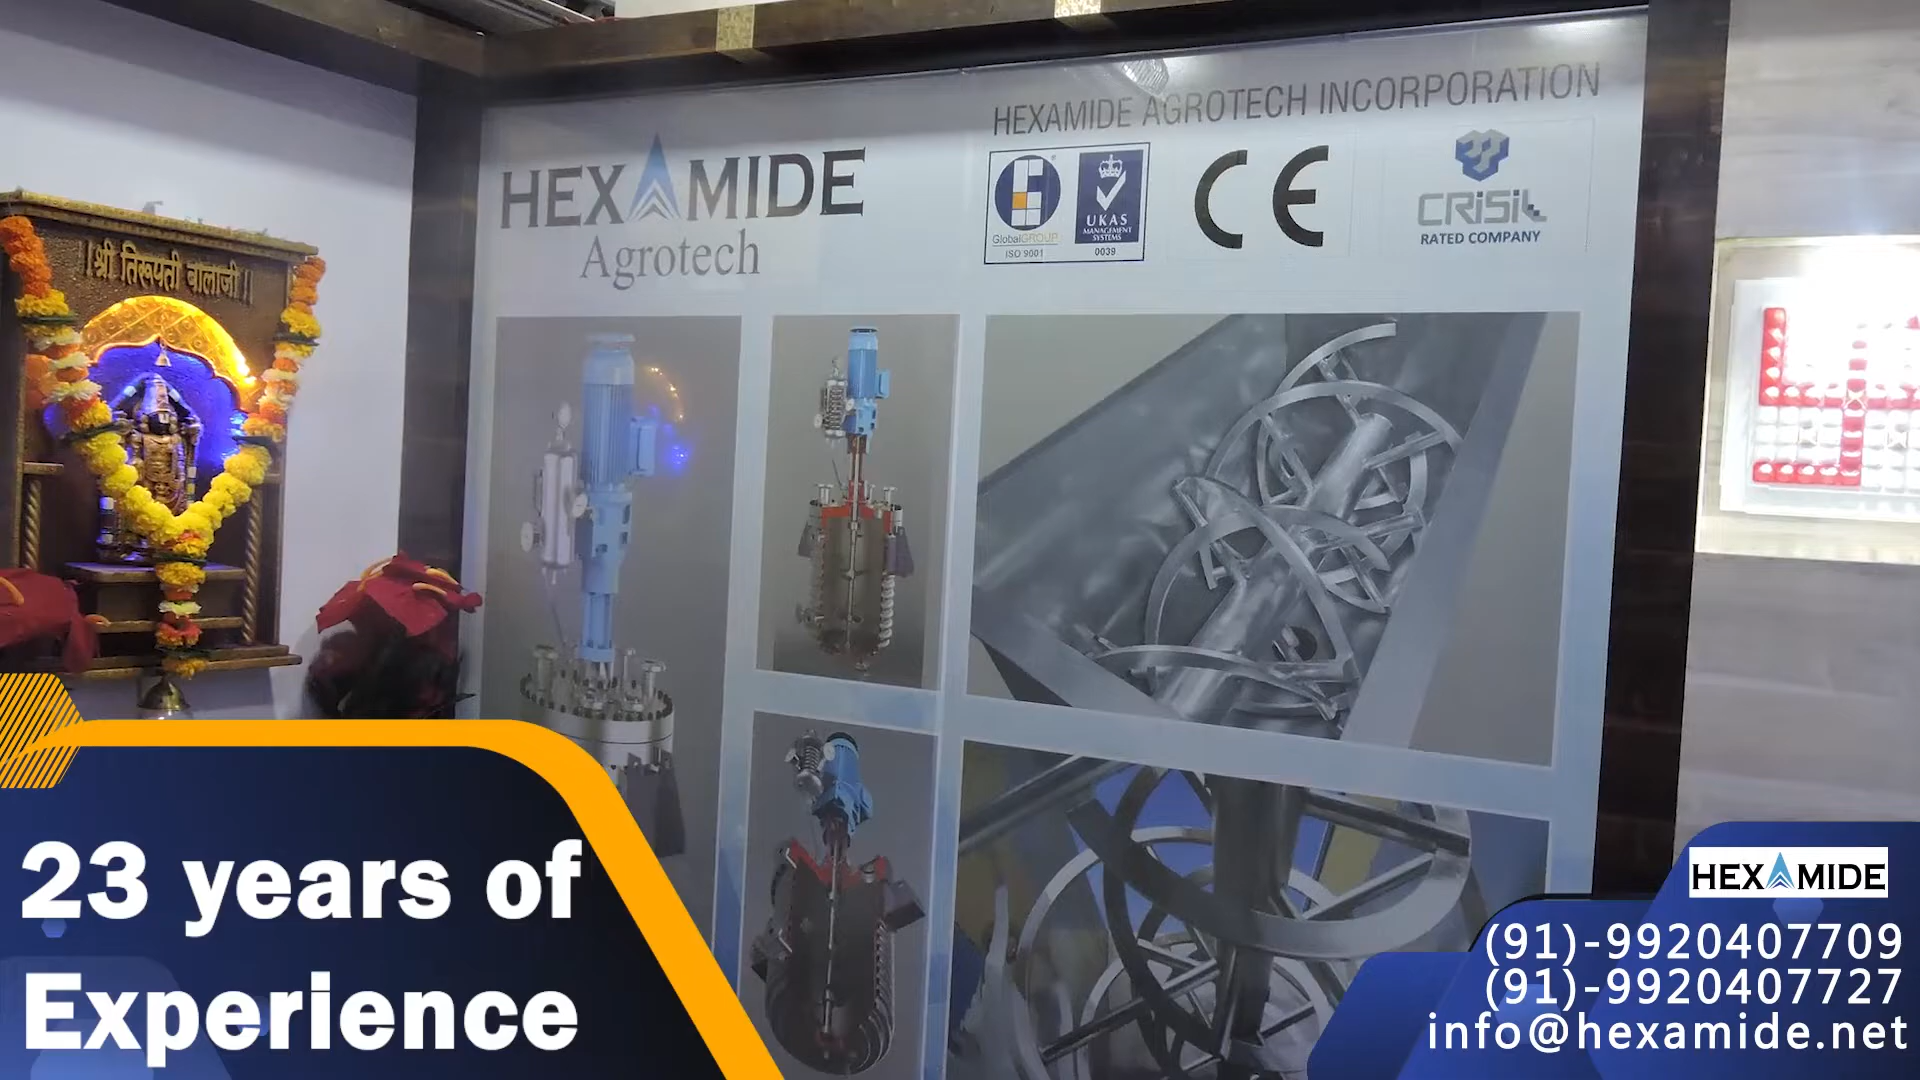 HEXAMIDE AGROTECH INCORPORATION
HEXAMIDE
Agrotech
GlobalGROUP
ISO 9001
UKAS
MANAGEMENT
SYSTEMS
0039
CE
CRISIL
RATED COMPANY
||श्री तिरूपती बालाजी||
23 years of
Experience
HEXAMIDE
(91)-9920407709
(91)-9920407727
info@hexamide.net